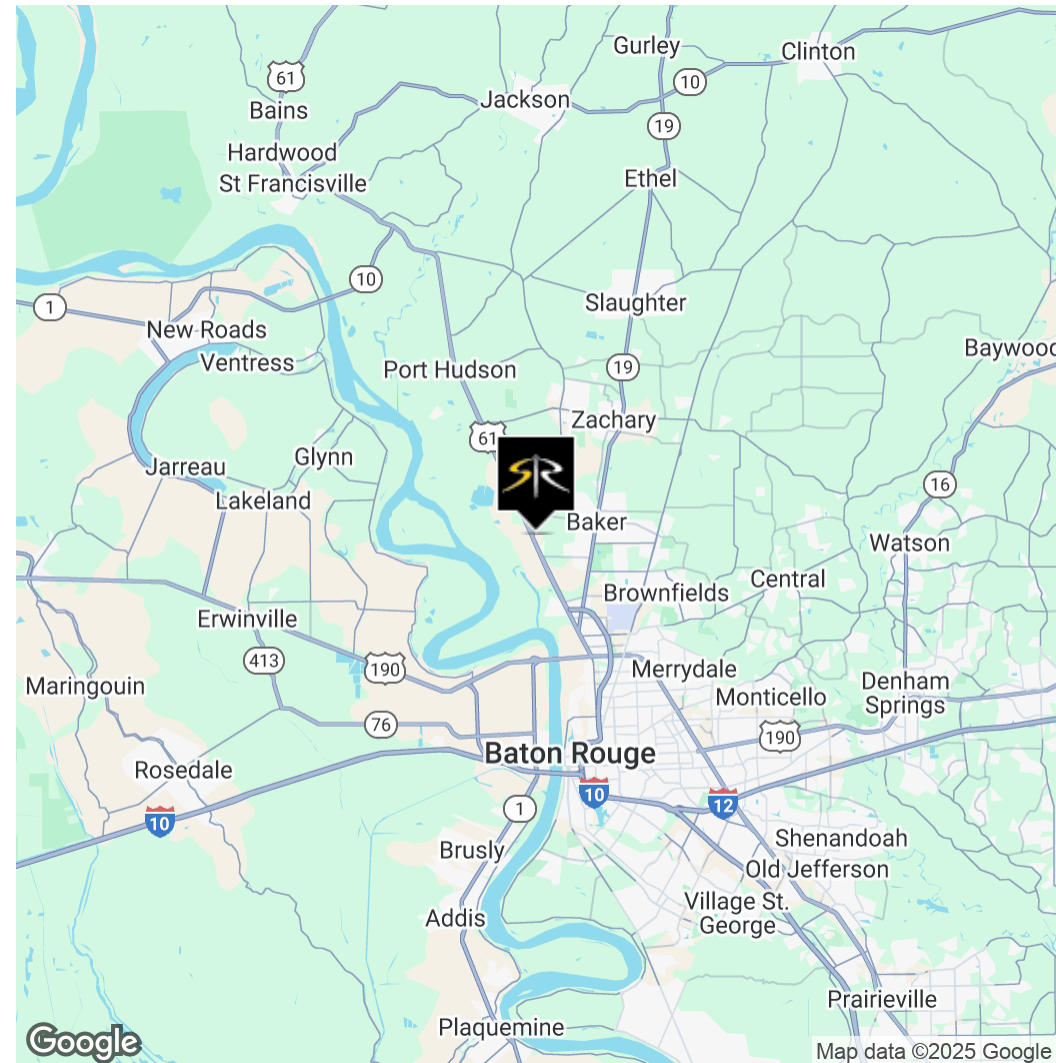 Gurley
Clinton
61
10
Bains
Jackson
19
Hardwood
St Francisville
Ethel
10
1
Slaughter
New Roads
Baywood
Ventress
Port Hudson
19
Zachary
61
SR
Jarreau
Glynn
16
Lakeland
Baker
Watson
Central
Brownfields
Erwinville
413
190
Merrydale
Maringouin
Monticello
Denham
Springs
76
190
Baton Rouge
Rosedale
10
10
12
1
Shenandoah
Brusly
Old Jefferson
Village St.
George
Addis
Prairieville
Plaquemine
Google
Map data ©2025 Google